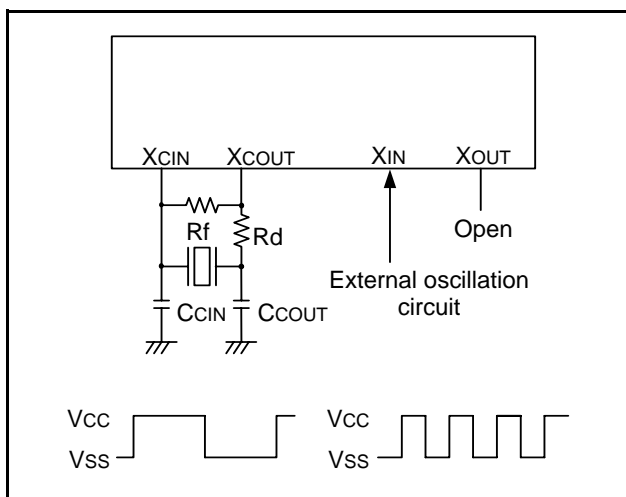 XCIN XCOUT XIN XOUT
Rf
Rd
Open
External oscillation
circuit
CCIN CCOUT
VCC
VSS
VCC
VSS